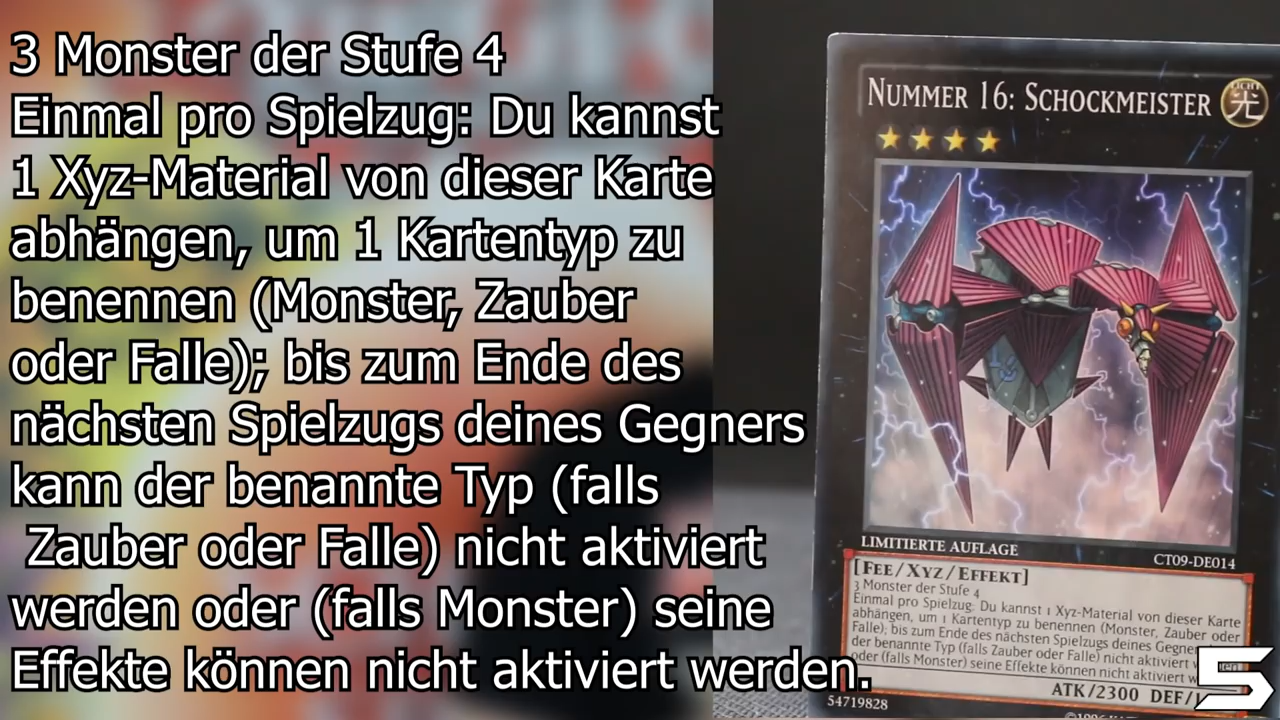 3 Monster der Stufe 4
Einmal pro Spielzug: Du kannst
1 Xyz-Material von dieser Karte
abhängen, um 1 Kartentyp zu
benennen (Monster, Zauber
oder Falle); bis zum Ende des
nächsten Spielzugs deines Gegners
kann der benannte Typ (falls
Zauber oder Falle) nicht aktiviert
werden oder (falls Monster) seine
Effekte können nicht aktiviert werden.
NUMMER 16: SCHOCKMEISTER
LICHT
光
LIMITIERTE AUFLAGE
CT09-DE014
[FEE/XYZ/EFFEKT]
3 Monster der Stufe 4
Einmal pro Spielzug: Du kannst 1 Xyz-Material von dieser Karte
abhängen, um 1 Kartentyp zu benennen (Monster, Zauber oder
Falle); bis zum Ende des nächsten Spielzugs deines Gegners
der benannte Typ (falls Zauber oder Falle) nicht aktiviert
oder (falls Monster) seine Effekte können nicht aktiviert
ATK/2300 DEF/
54719828
5